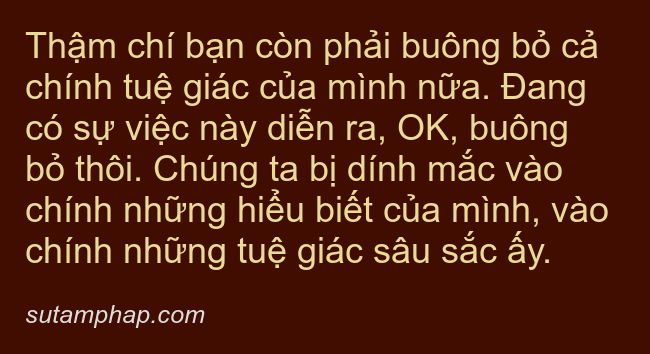 Thậm chí bạn còn phải buông bỏ cả
chính tuệ giác của mình nữa. Đang
có sự việc này diễn ra, OK, buông
bỏ thôi. Chúng ta bị dính mắc vào
chính những hiểu biết của mình, vào
chính những tuệ giác sâu sắc ấy.
sutamphap.com